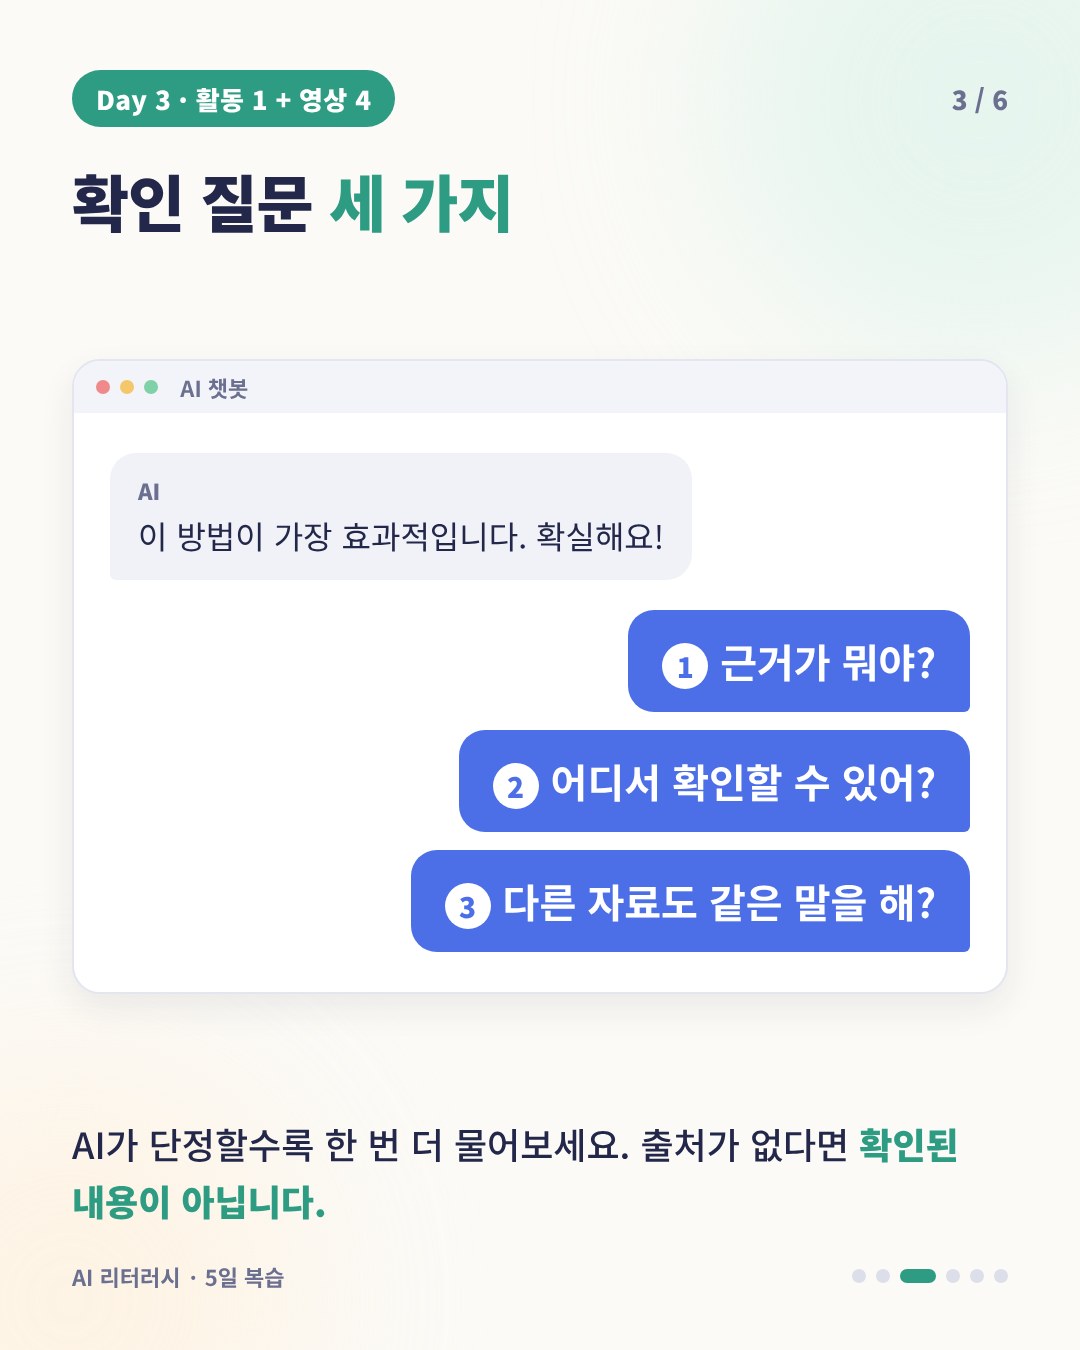 Day 3 · 활동 1 + 영상 4
3 / 6
확인 질문 세 가지
AI 챗봇
AI
이 방법이 가장 효과적입니다. 확실해요!
1 근거가 뭐야?
2 어디서 확인할 수 있어?
3 다른 자료도 같은 말을 해?
AI가 단정할수록 한 번 더 물어보세요. 출처가 없다면 확인된
내용이 아닙니다.
AI 리터러시 · 5일 복습